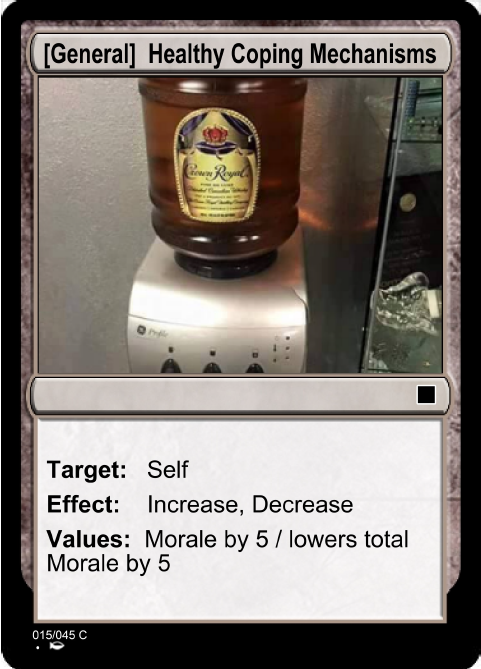 [General] Healthy Coping Mechanisms
Crown Royal
Profile
Target: Self
Effect: Increase, Decrease
Values: Morale by 5 / lowers total
Morale by 5
015/045 C